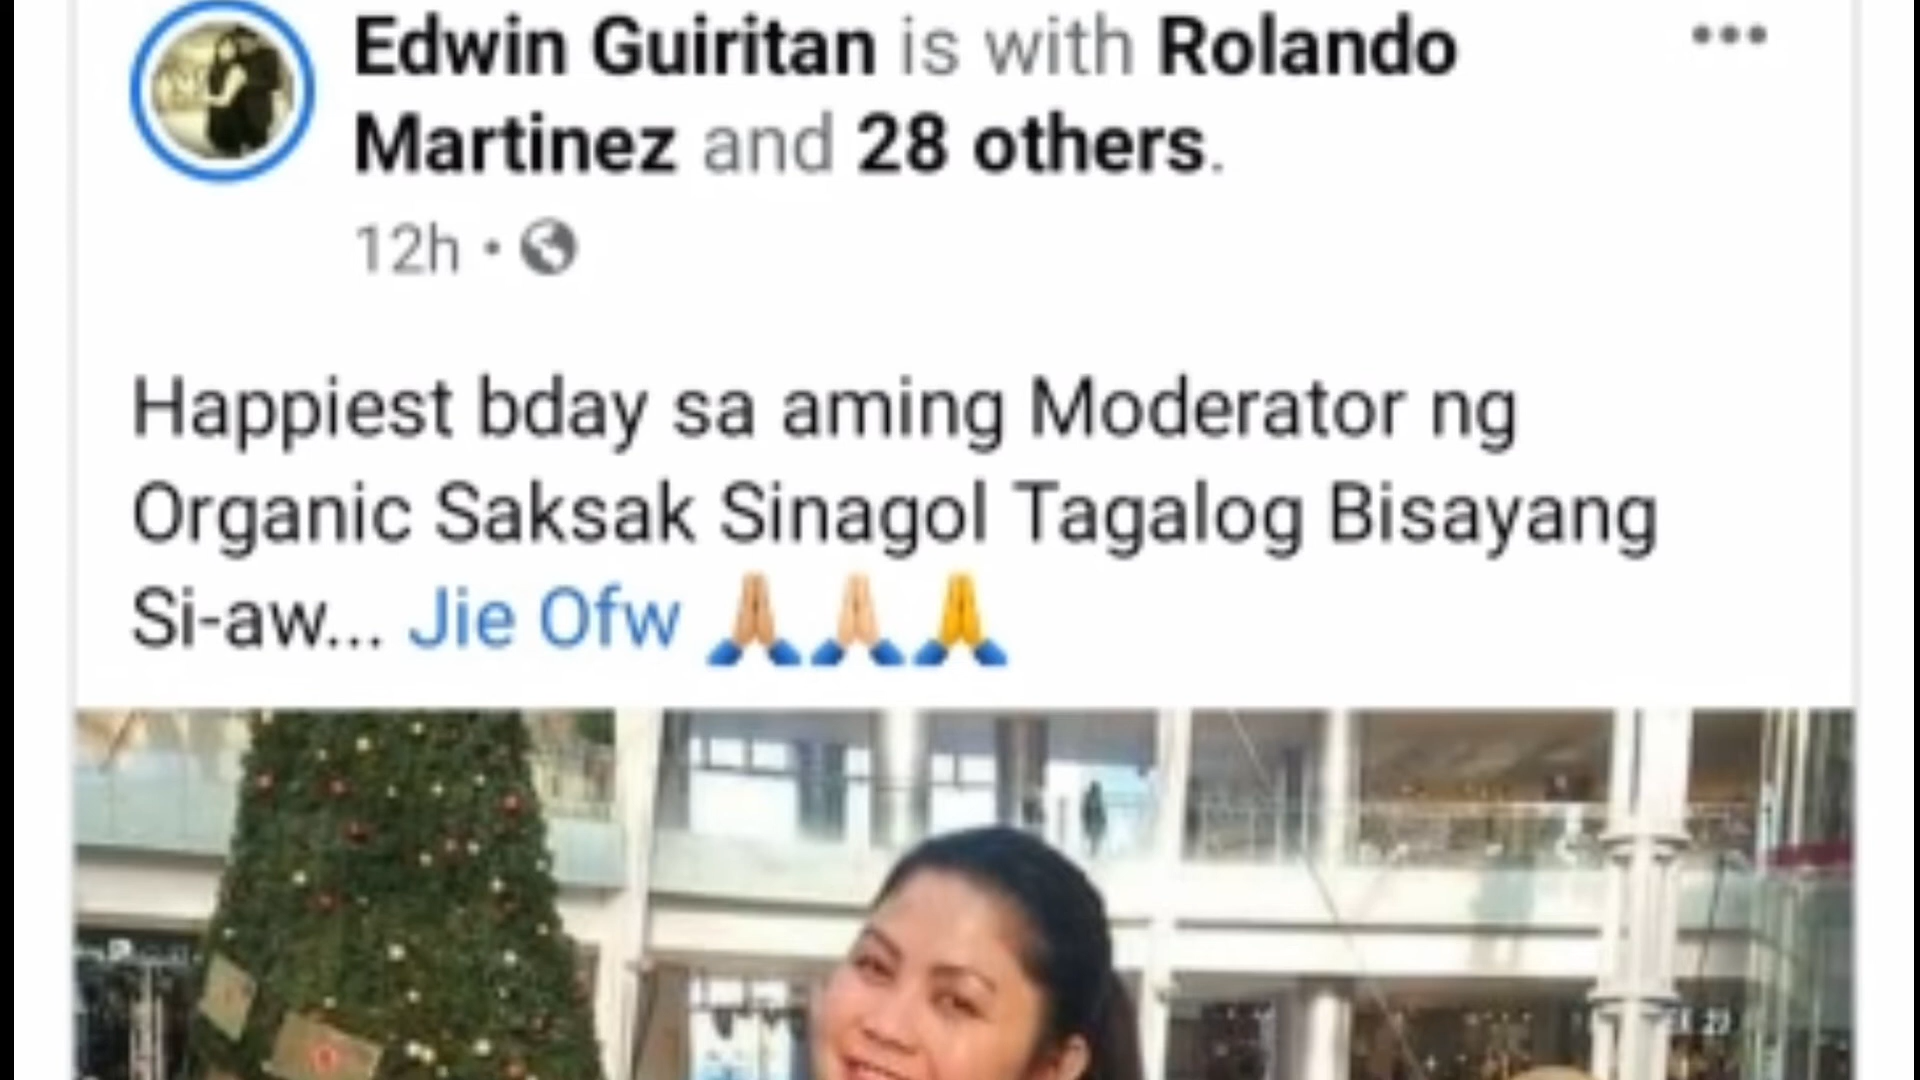 Edwin Guiritan is with Rolando
Martinez and 28 others.
12h •
Happiest bday sa aming Moderator ng
Organic Saksak Sinagol Tagalog Bisayang
Si-aw... Jie Ofw 🙏🏽🙏🏼🙏